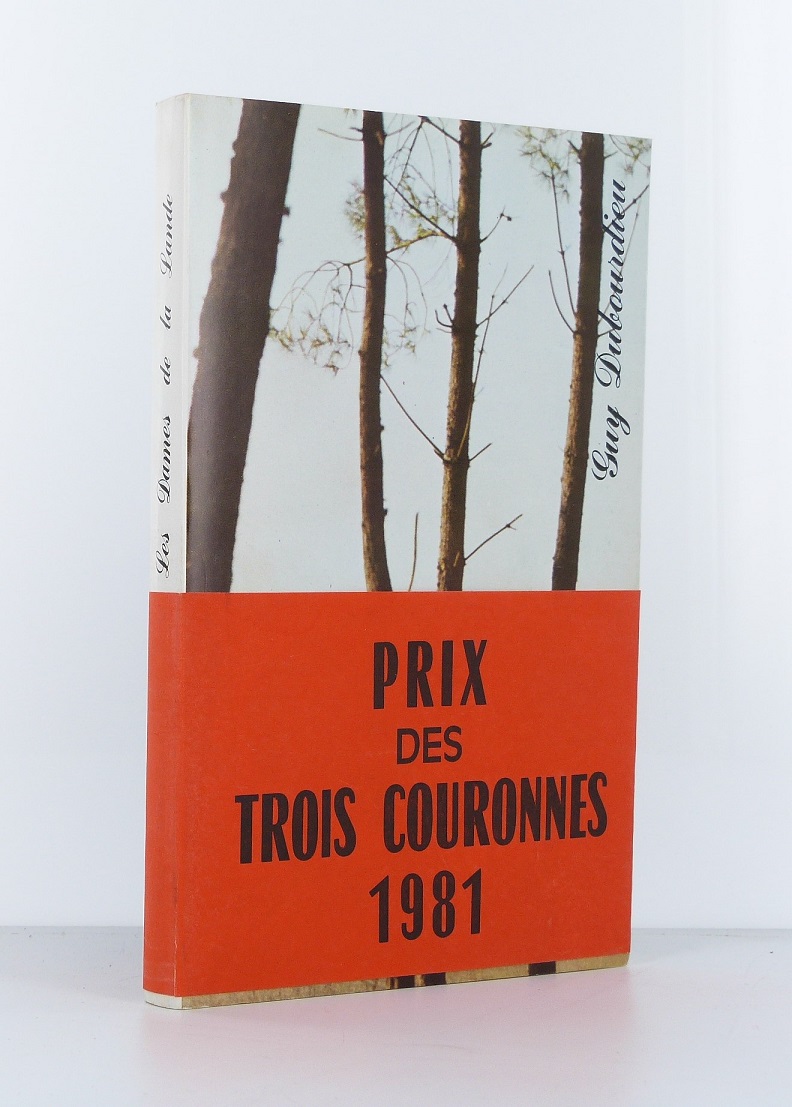 Les Dames de la Lande
Guy Dubourdieu
PRIX
DES
TROIS COURONNES
1981